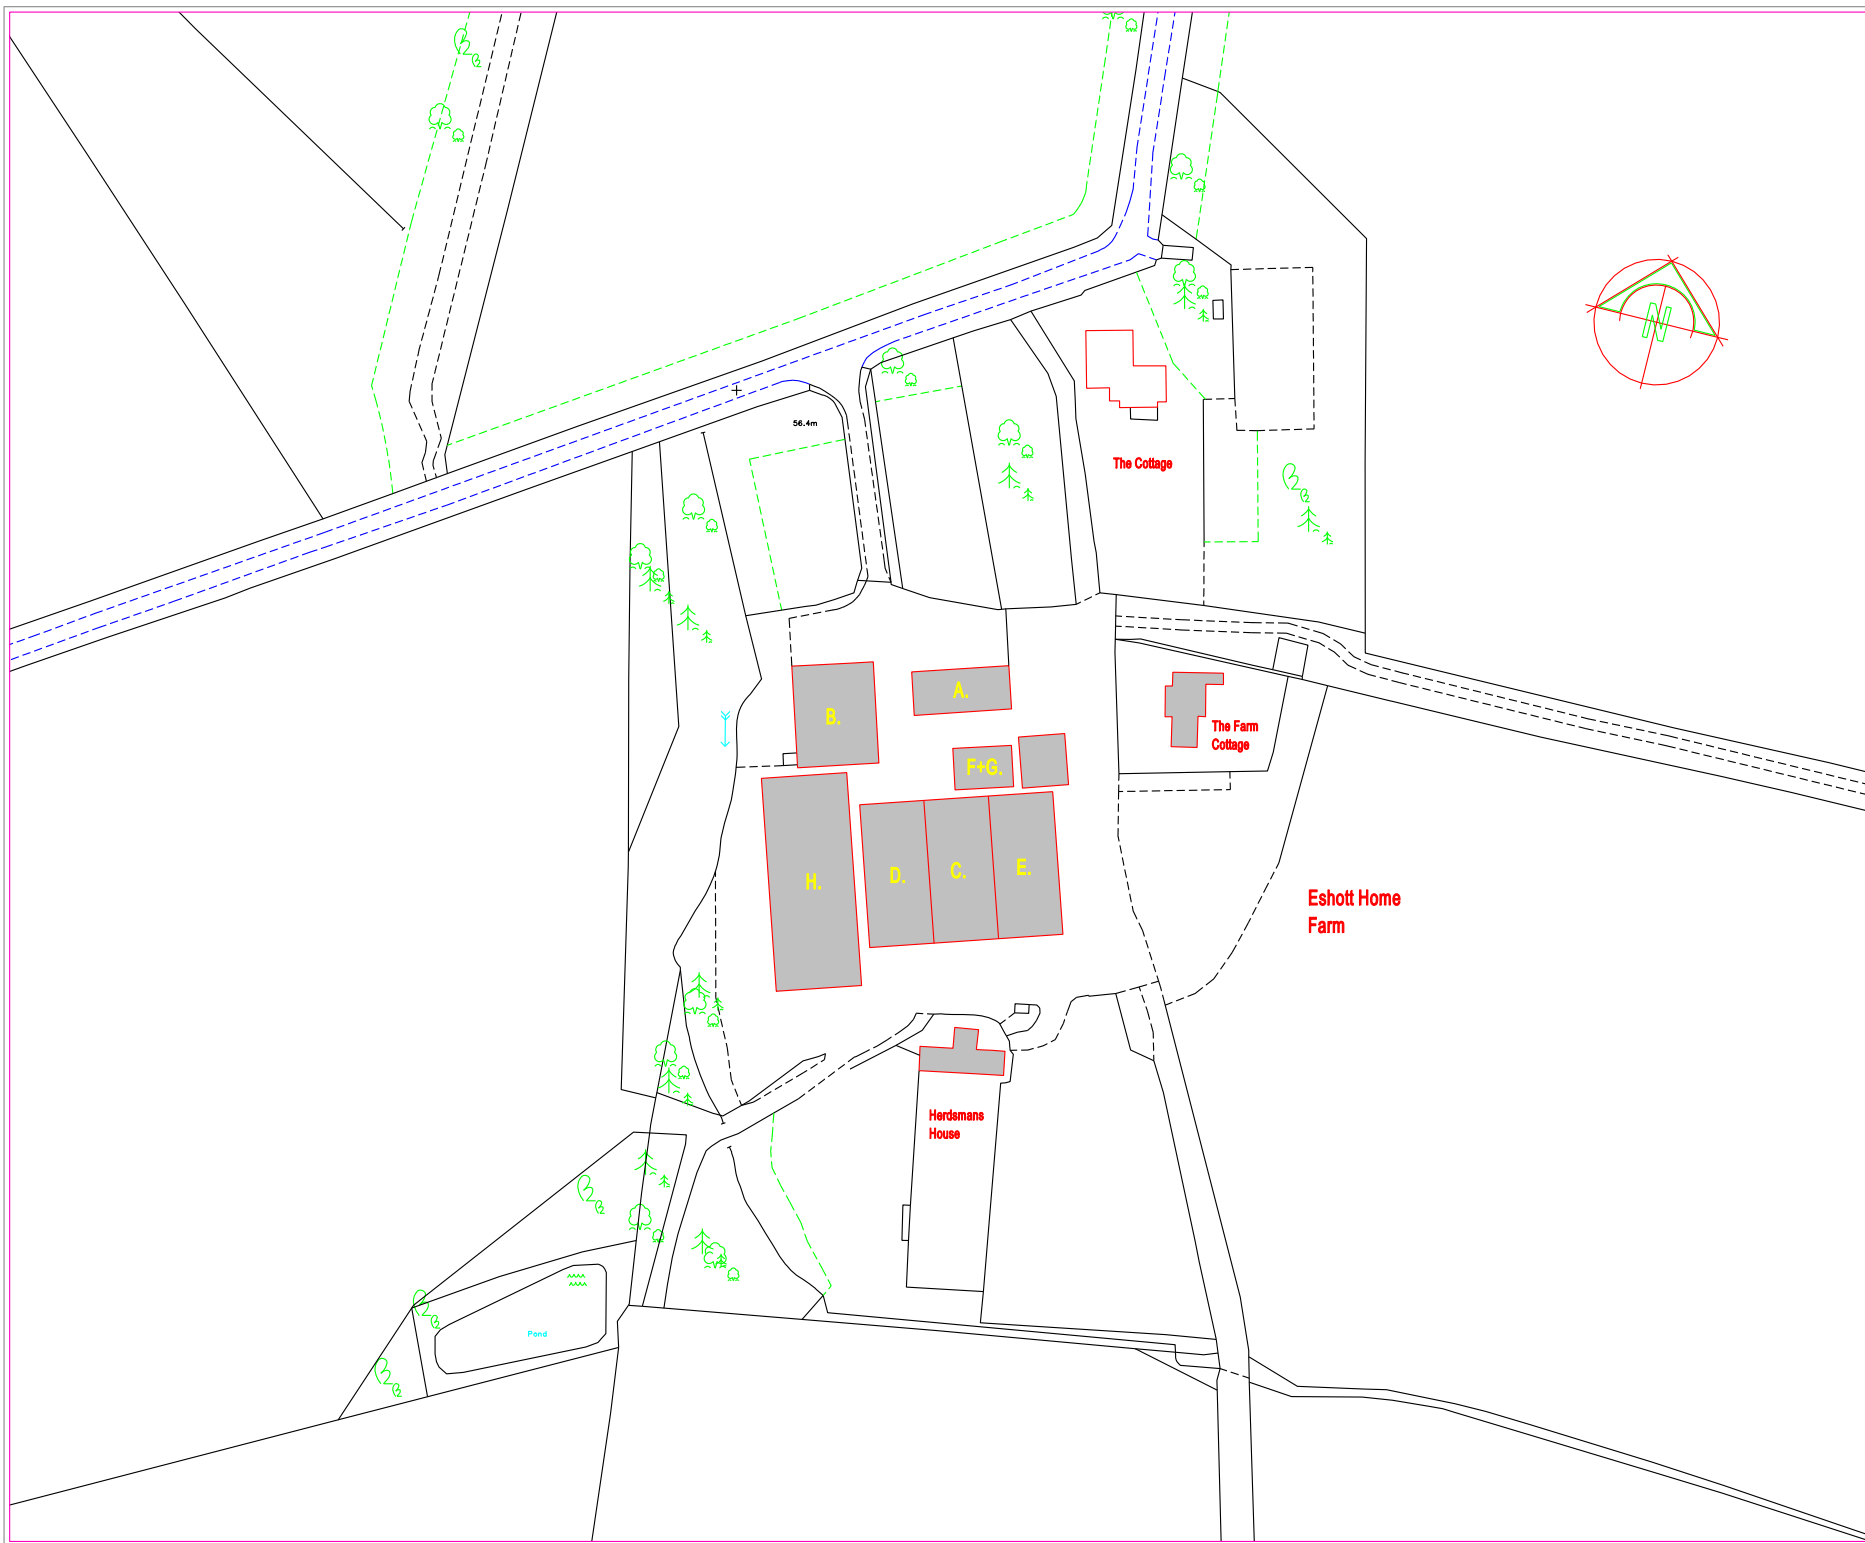 N
56.4m
The Cottage
A.
B.
The Farm
Cottage
F+G.
H.
D.
C.
E.
Eshott Home
Farm
Herdsmans
House
Pond